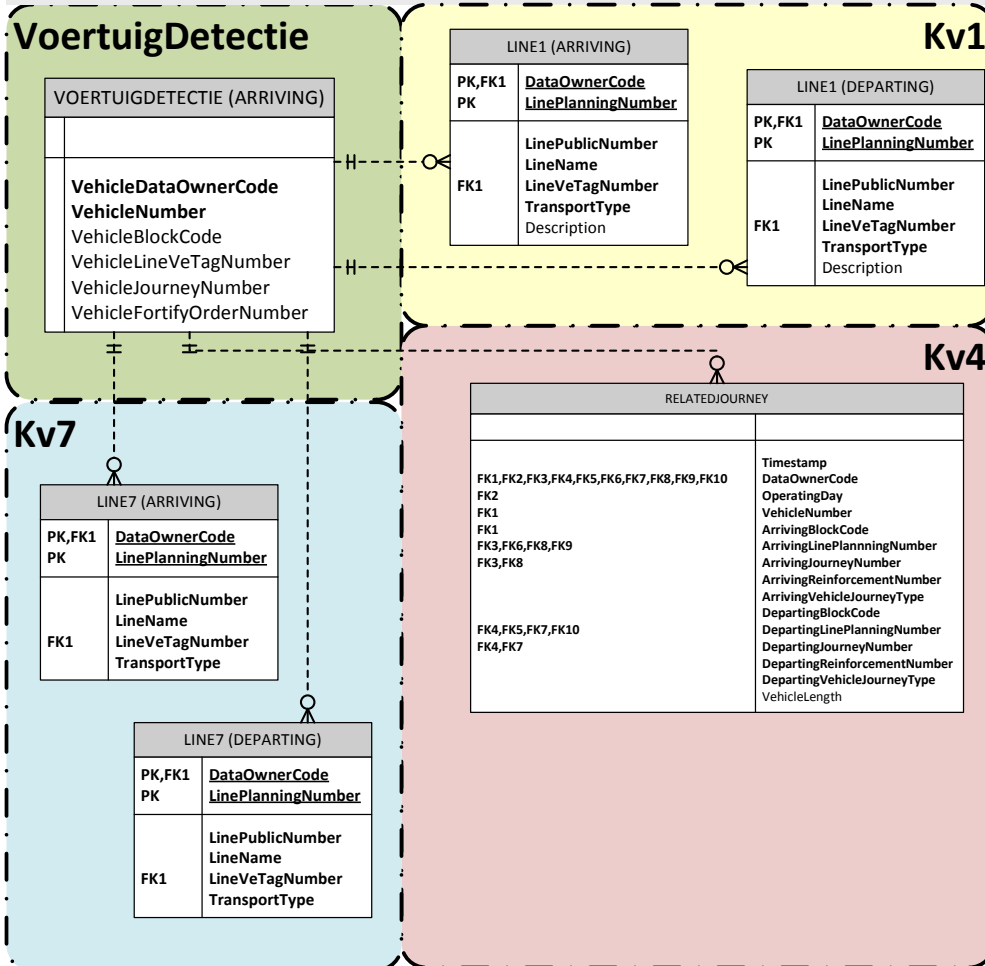 VoertuigDetectie
VOERTUIGDETECTIE (ARRIVING)
VehicleDataOwnerCode
VehicleNumber
VehicleBlockCode
VehicleLineVeTagNumber
VehicleJourneyNumber
VehicleFortifyOrderNumber
Kv1
LINE1 (ARRIVING)
PK,FK1 DataOwnerCode
PK LinePlanningNumber
LinePublicNumber
LineName
FK1 LineVeTagNumber
TransportType
Description
LINE1 (DEPARTING)
PK,FK1 DataOwnerCode
PK LinePlanningNumber
LinePublicNumber
LineName
FK1 LineVeTagNumber
TransportType
Description
Kv7
LINE7 (ARRIVING)
PK,FK1 DataOwnerCode
PK LinePlanningNumber
LinePublicNumber
LineName
FK1 LineVeTagNumber
TransportType
LINE7 (DEPARTING)
PK,FK1 DataOwnerCode
PK LinePlanningNumber
LinePublicNumber
LineName
FK1 LineVeTagNumber
TransportType
Kv4
RELATEDJOURNEY
Timestamp
FK1,FK2,FK3,FK4,FK5,FK6,FK7,FK8,FK9,FK10 DataOwnerCode
FK2 OperatingDay
FK1 VehicleNumber
FK1 ArrivingBlockCode
FK3,FK6,FK8,FK9 ArrivingLinePlannningNumber
FK3,FK8 ArrivingJourneyNumber
ArrivingReinforcementNumber
ArrivingVehicleJourneyType
DepartingBlockCode
FK4,FK5,FK7,FK10 DepartingLinePlanningNumber
FK4,FK7 DepartingJourneyNumber
DepartingReinforcementNumber
DepartingVehicleJourneyType
VehicleLength